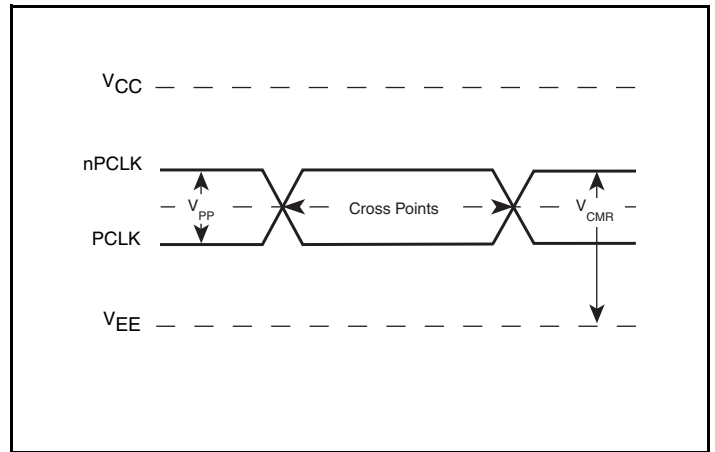 VCC
nPCLK
VPP
Cross Points
VCMR
PCLK
VEE